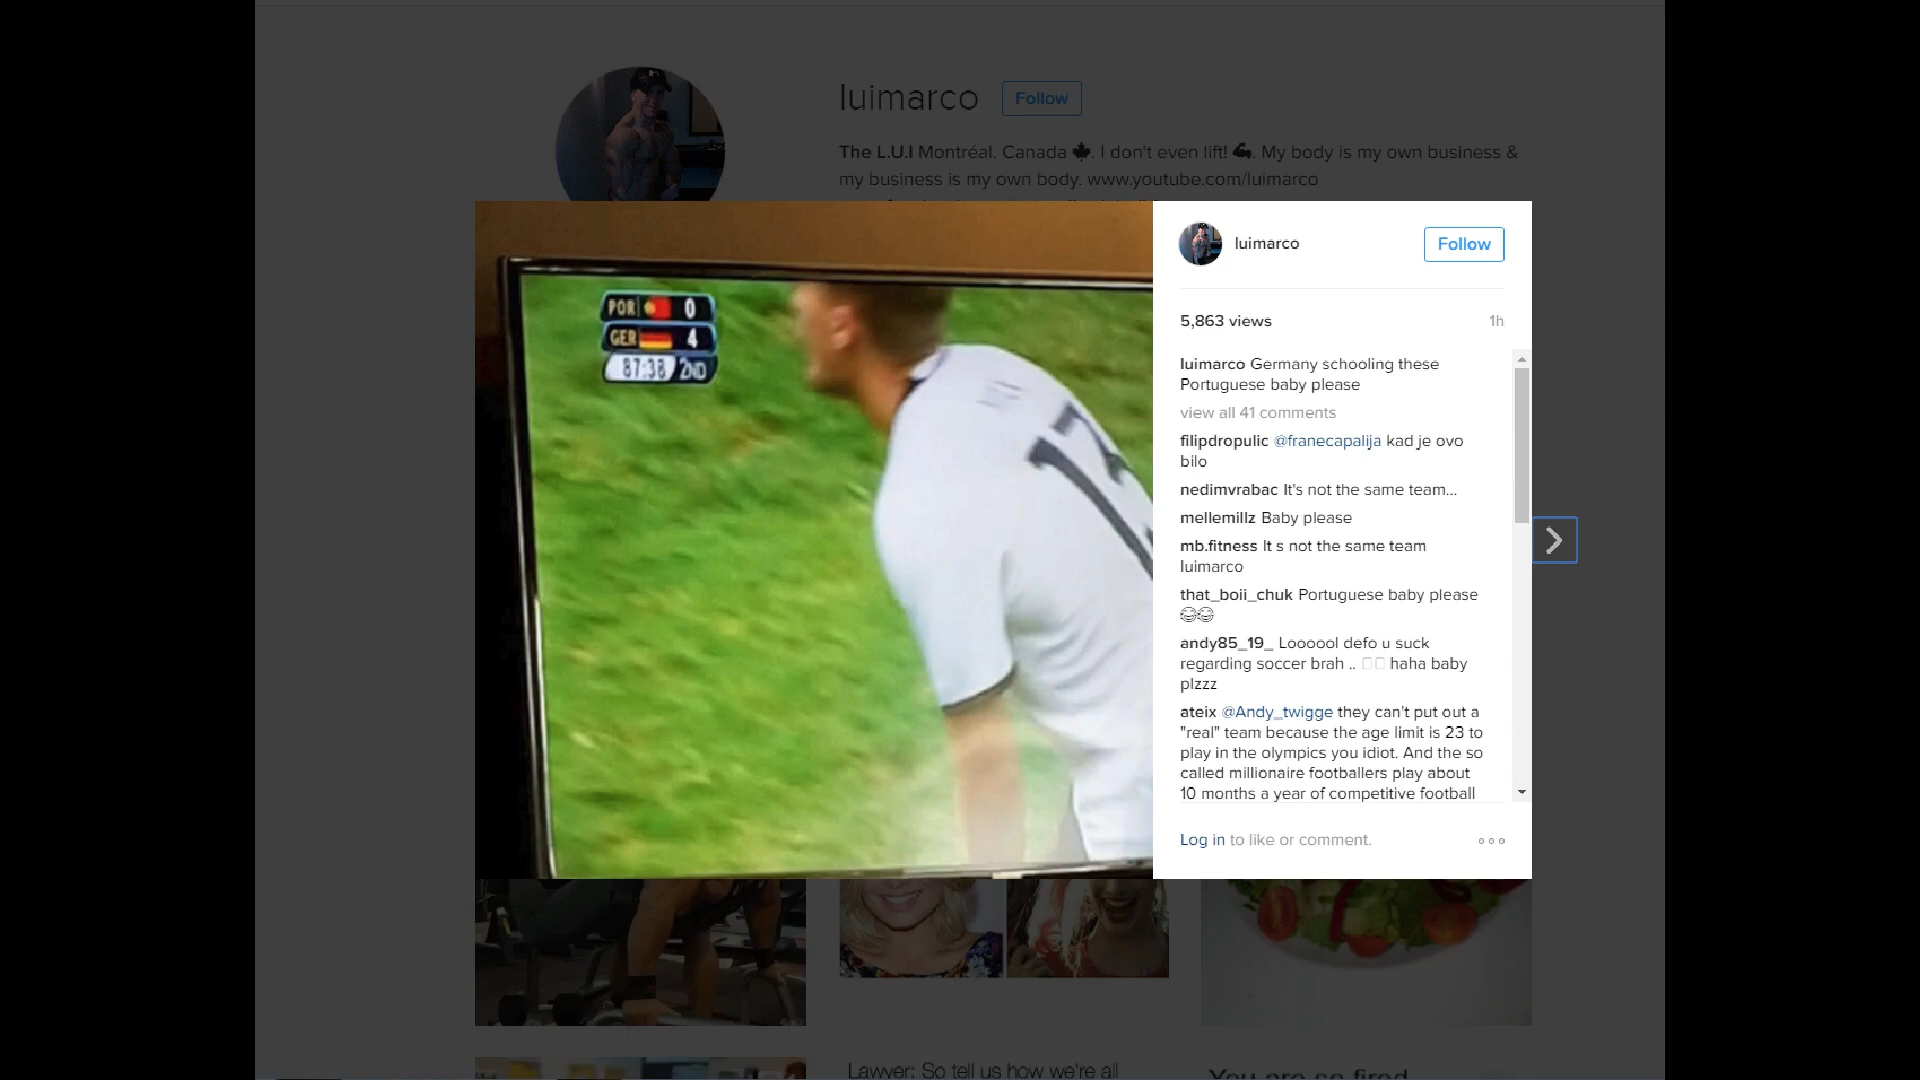 luimarco Follow
The L.U.I Montréal. Canada 🍁. I don't even lift! 💪. My body is my own business &
my business is my own body. www.youtube.com/luimarco
POR 0
GER 4
87:38 2ND
luimarco Follow
5,863 views 1h
luimarco Germany schooling these
Portuguese baby please
view all 41 comments
filipdropulic @franecapalija kad je ovo
bilo
nedimvrabac It's not the same team...
mellemillz Baby please
mb.fitness It s not the same team
luimarco
that_boii_chuk Portuguese baby please
😂😂
andy85_19_ Loooool defo u suck
regarding soccer brah .. □□ haha baby
plzzz
ateix @Andy_twigge they can't put out a
"real" team because the age limit is 23 to
play in the olympics you idiot. And the so
called millionaire footballers play about
10 months a year of competitive football
Log in to like or comment.
Lawyer: So tell us how we're all
You are so fired